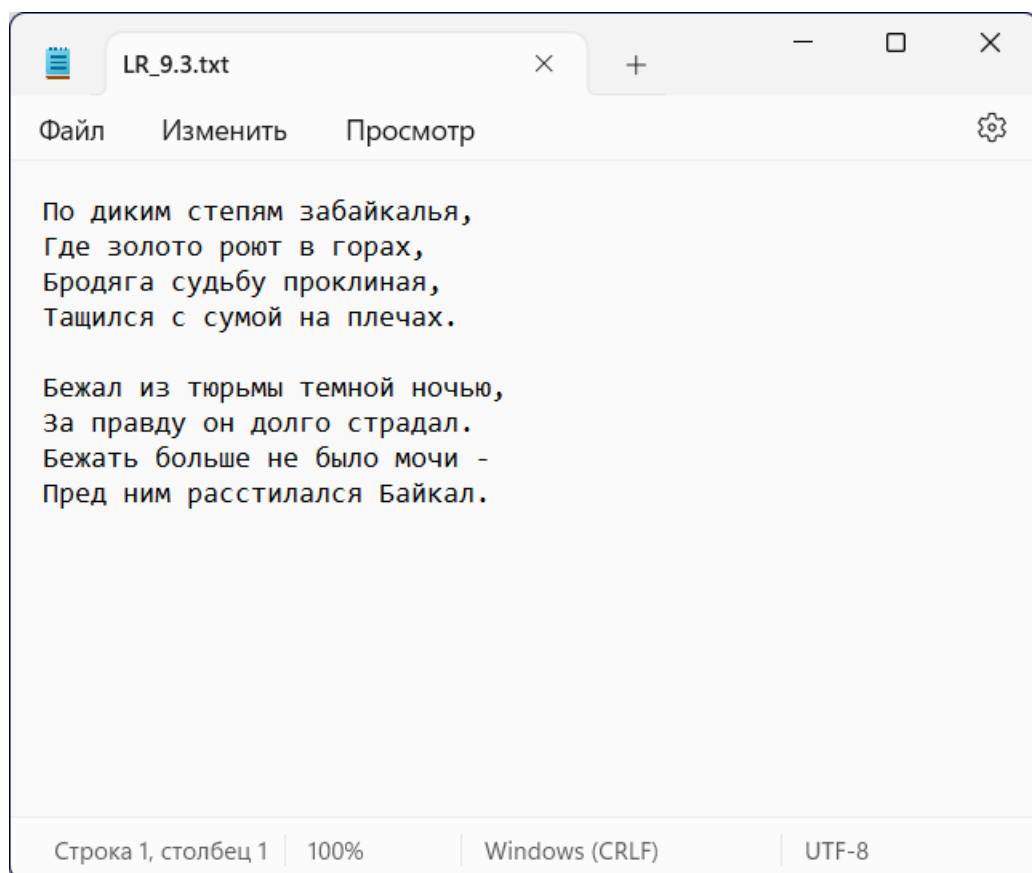 LR_9.3.txt
Файл Изменить Просмотр
По диким степям забайкалья,
Где золото роют в горах,
Бродяга судьбу проклиная,
Тащился с сумой на плечах.
Бежал из тюрьмы темной ночью,
За правду он долго страдал.
Бежать больше не было мочи -
Пред ним расстилался Байкал.
Строка 1, столбец 1 100% Windows (CRLF) UTF-8